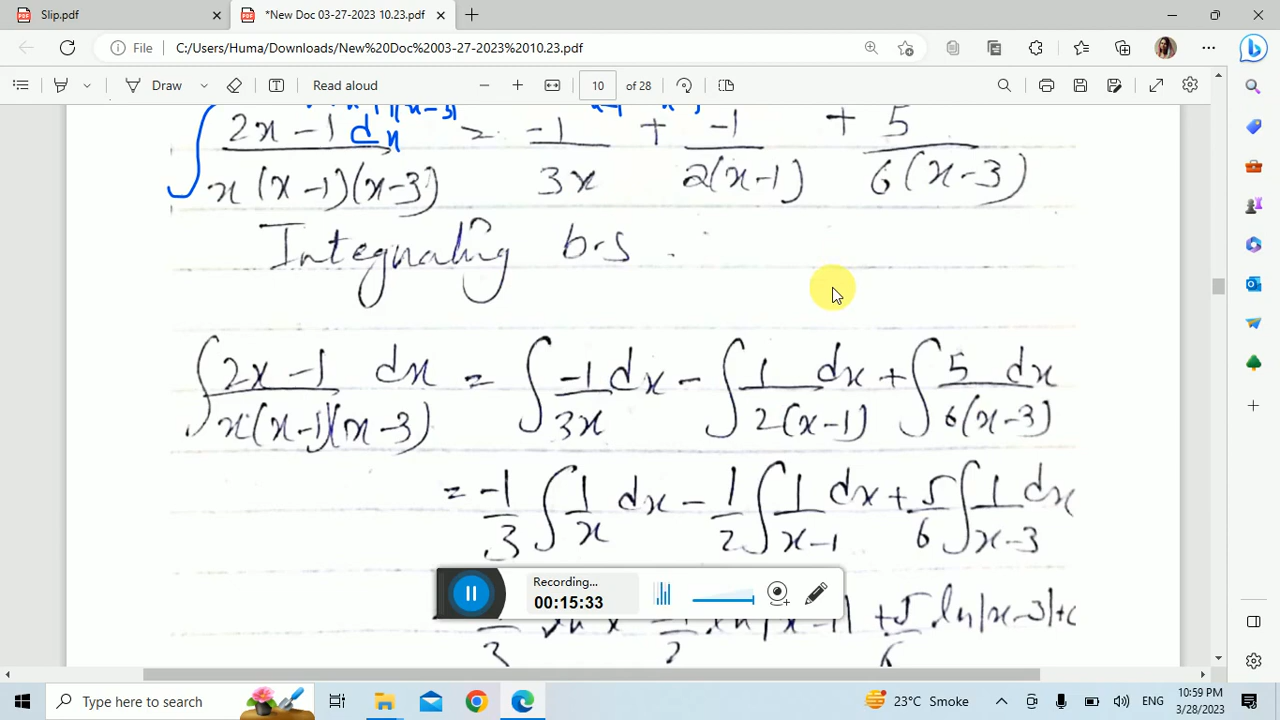 Slip.pdf
*New Doc 03-27-2023 10.23.pdf
File C:/Users/Huma/Downloads/New%20Doc%2003-27-2023%2010.23.pdf
Draw Read aloud 10 of 28
∫ 2x-1 dx / x(x-1)(x-3) = -1/3x + -1/2(x-1) + 5/6(x-3)
Integrating b.s.
∫ 2x-1 dx / x(x-1)(x-3) = ∫ -1/3x dx - ∫ 1/2(x-1) dx + ∫ 5/6(x-3) dx
= -1/3 ∫ 1/x dx - 1/2 ∫ 1/x-1 dx + 5/6 ∫ 1/x-3 dx
Recording...
00:15:33
ln|x-1| + 5/6 ln|x-3|+c
Type here to search
23°C Smoke
ENG
10:59 PM
3/28/2023